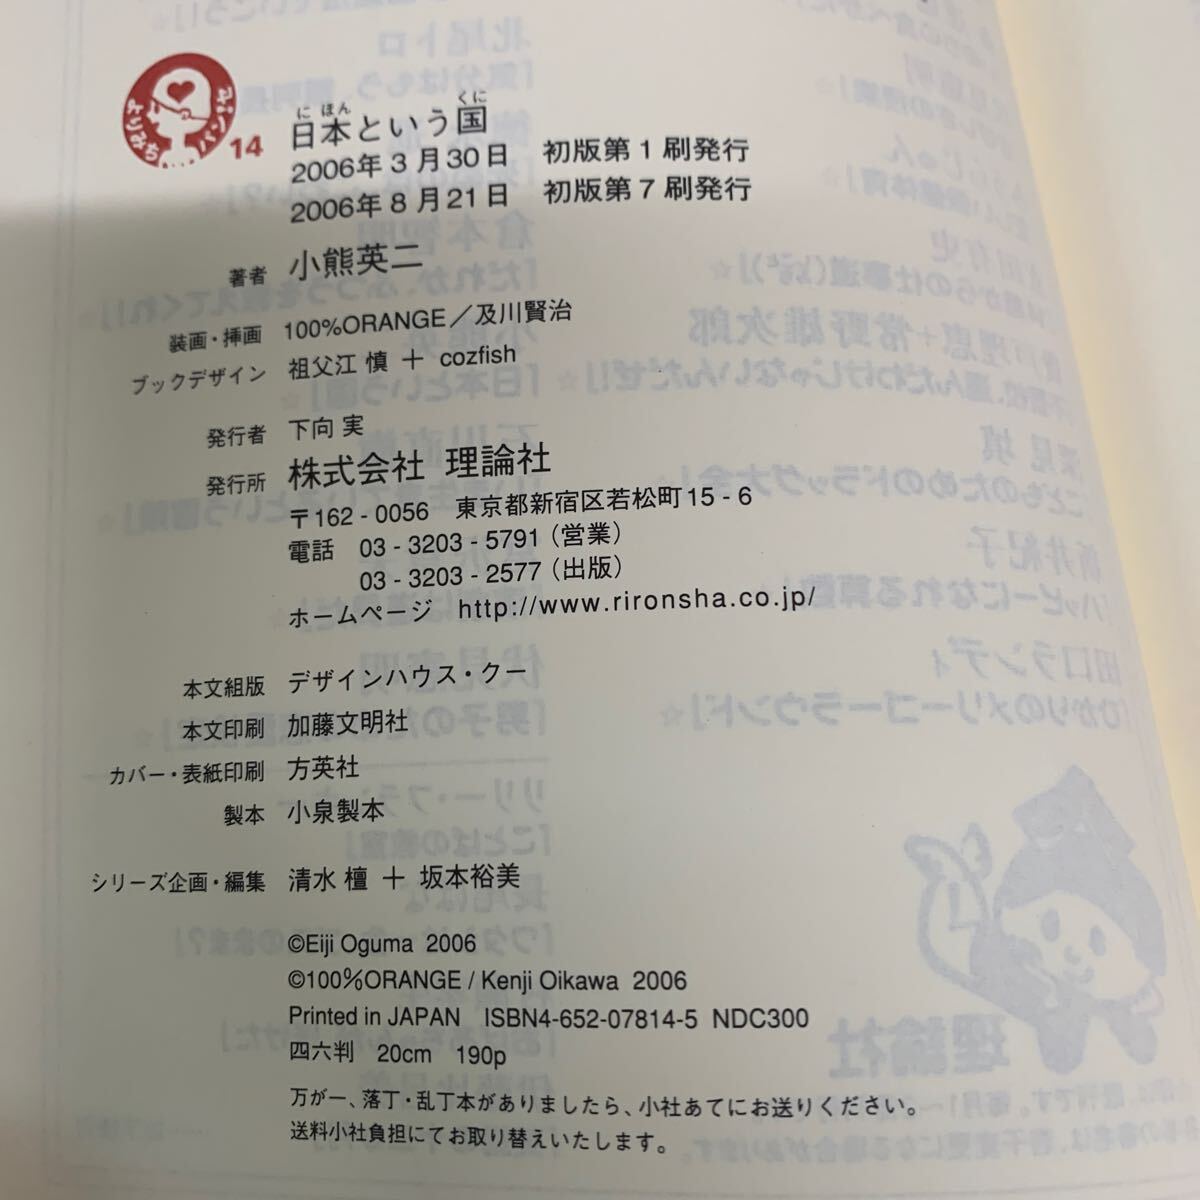 よりみちパン!セ
14
にほん くに
日本という国
2006年3月30日 初版第1刷発行
2006年8月21日 初版第7刷発行
著者 小熊英二
装画・挿画 100%ORANGE／及川賢治
ブックデザイン 祖父江 慎 ＋ cozfish
発行者 下向 実
発行所 株式会社 理論社
〒162-0056 東京都新宿区若松町15-6
電話 03-3203-5791（営業）
03-3203-2577（出版）
ホームページ http://www.rironsha.co.jp/
本文組版 デザインハウス・クー
本文印刷 加藤文明社
カバー・表紙印刷 方英社
製本 小泉製本
シリーズ企画・編集 清水 檀 ＋ 坂本裕美
©Eiji Oguma 2006
©100%ORANGE / Kenji Oikawa 2006
Printed in JAPAN ISBN4-652-07814-5 NDC300
四六判 20cm 190p
万が一、落丁・乱丁本がありましたら、小社あてにお送りください。
送料小社負担にてお取り替えいたします。